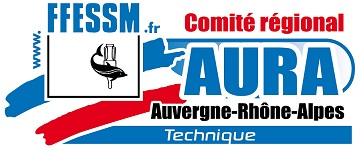 www.FFESSM.fr
Comité régional
AURA
Auvergne-Rhône-Alpes
Technique